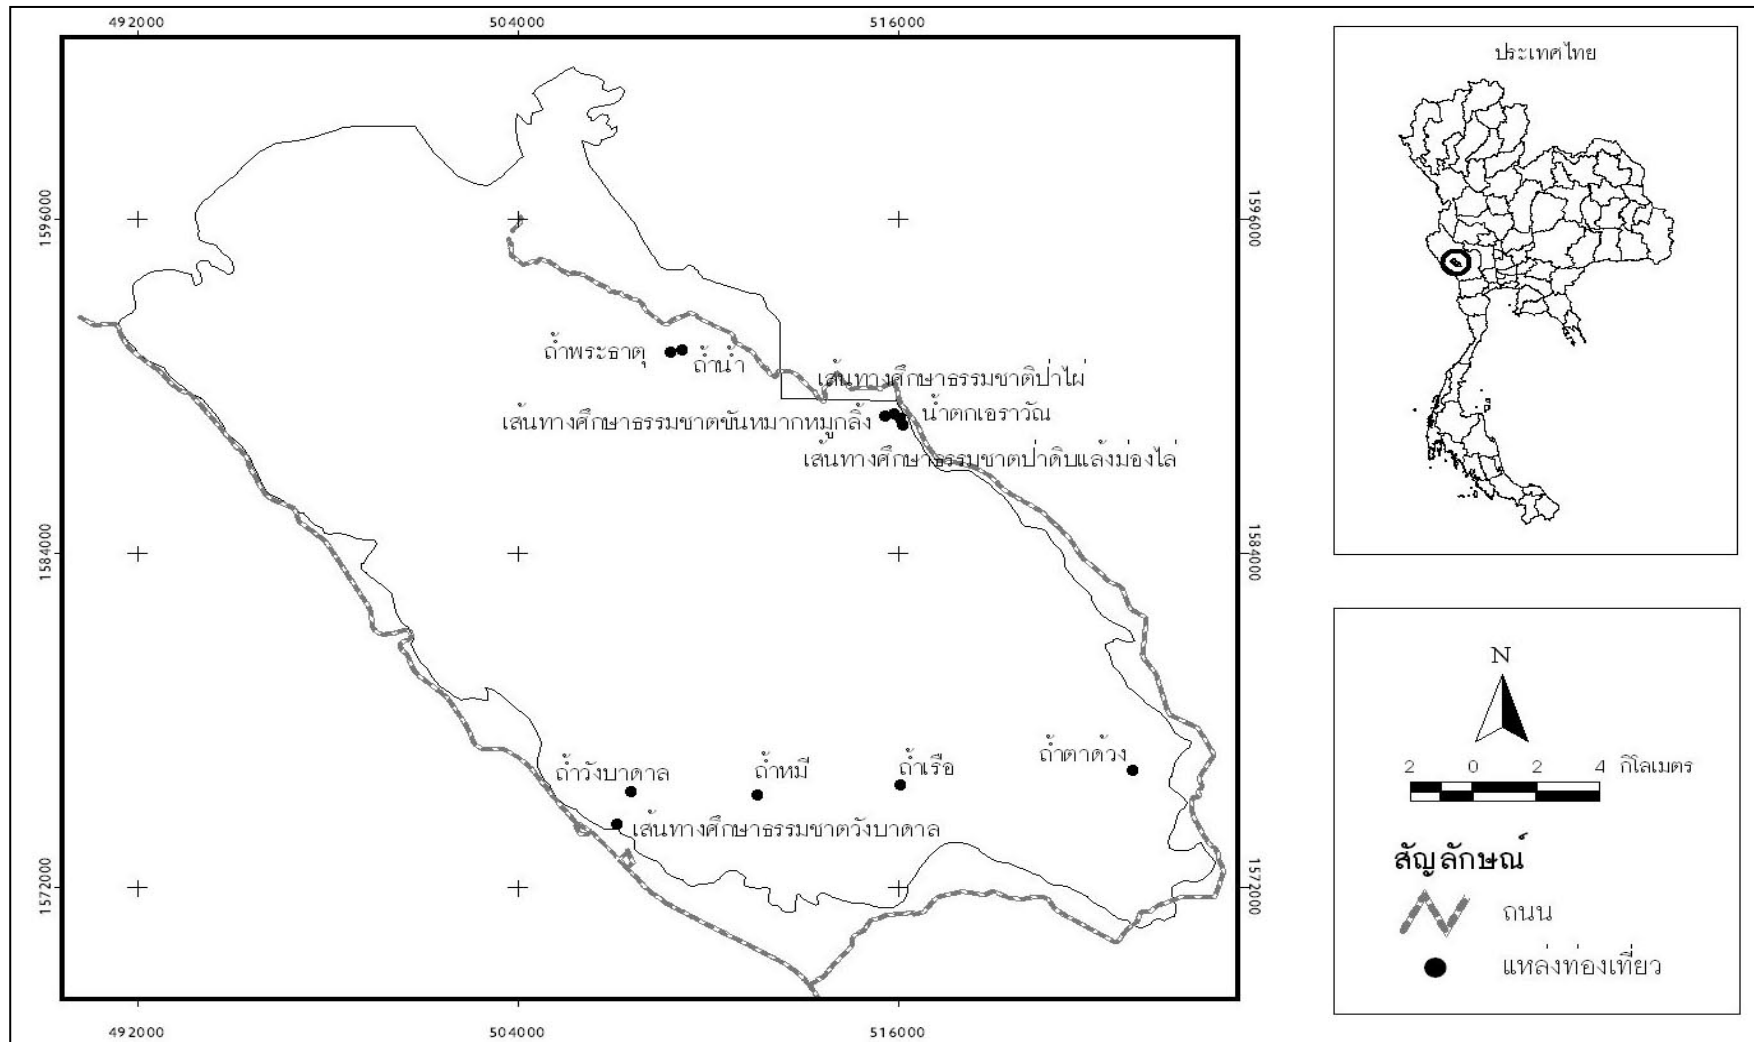 492000
504000
516000
ประเทศไทย
1596000
1596000
ถ้ำพระธาตุ
ถ้ำน้ำ
เส้นทางศึกษาธรรมชาติป่าไผ่
น้ำตกเอราวัณ
เส้นทางศึกษาธรรมชาตขันหมากหมูกลิ้ง
เส้นทางศึกษาธรรมชาตป่าดิบแล้งม่องไล่
1584000
1584000
N
2 0 2 4 กิโลเมตร
ถ้ำตาด้วง
ถ้ำเรือ
ถ้ำหมี
ถ้ำวังบาดาล
เส้นทางศึกษาธรรมชาตวังบาดาล
1572000
1572000
สัญลักษณ์
ถนน
แหล่งท่องเที่ยว
492000
504000
516000